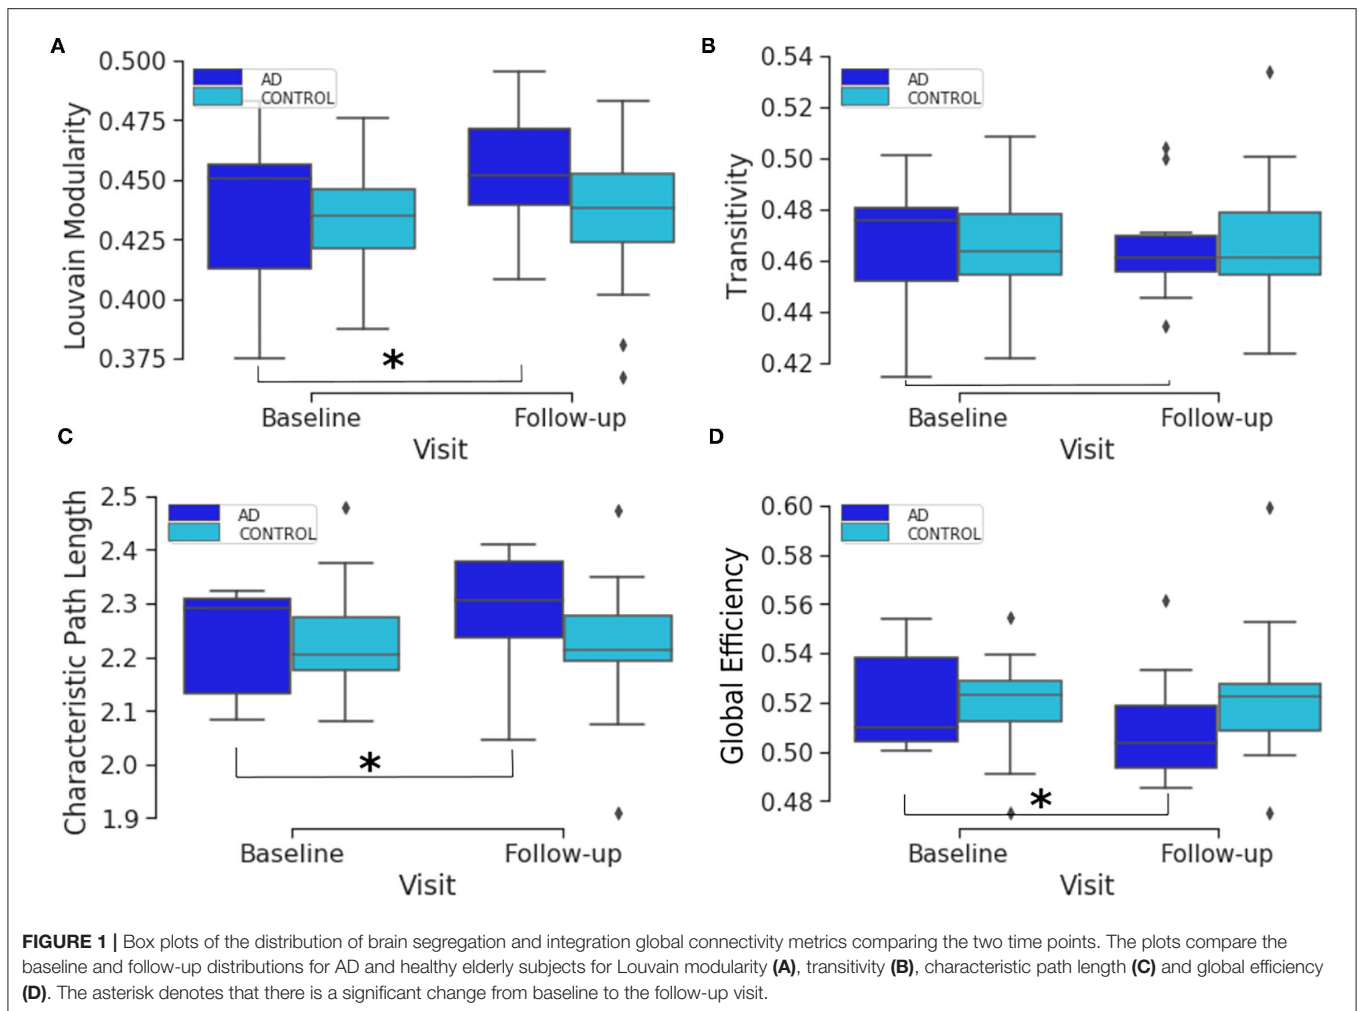 A
0.500
0.475
0.450
0.425
0.400
0.375
Louvain Modularity
AD
CONTROL
*
Baseline
Follow-up
Visit
B
0.54
0.52
0.50
0.48
0.46
0.44
0.42
Transitivity
AD
CONTROL
Baseline
Follow-up
Visit
C
2.5
2.4
2.3
2.2
2.1
2.0
1.9
Characteristic Path Length
AD
CONTROL
*
Baseline
Follow-up
Visit
D
0.60
0.58
0.56
0.54
0.52
0.50
0.48
Global Efficiency
AD
CONTROL
*
Baseline
Follow-up
Visit
FIGURE 1 | Box plots of the distribution of brain segregation and integration global connectivity metrics comparing the two time points. The plots compare the
baseline and follow-up distributions for AD and healthy elderly subjects for Louvain modularity (A), transitivity (B), characteristic path length (C) and global efficiency
(D). The asterisk denotes that there is a significant change from baseline to the follow-up visit.